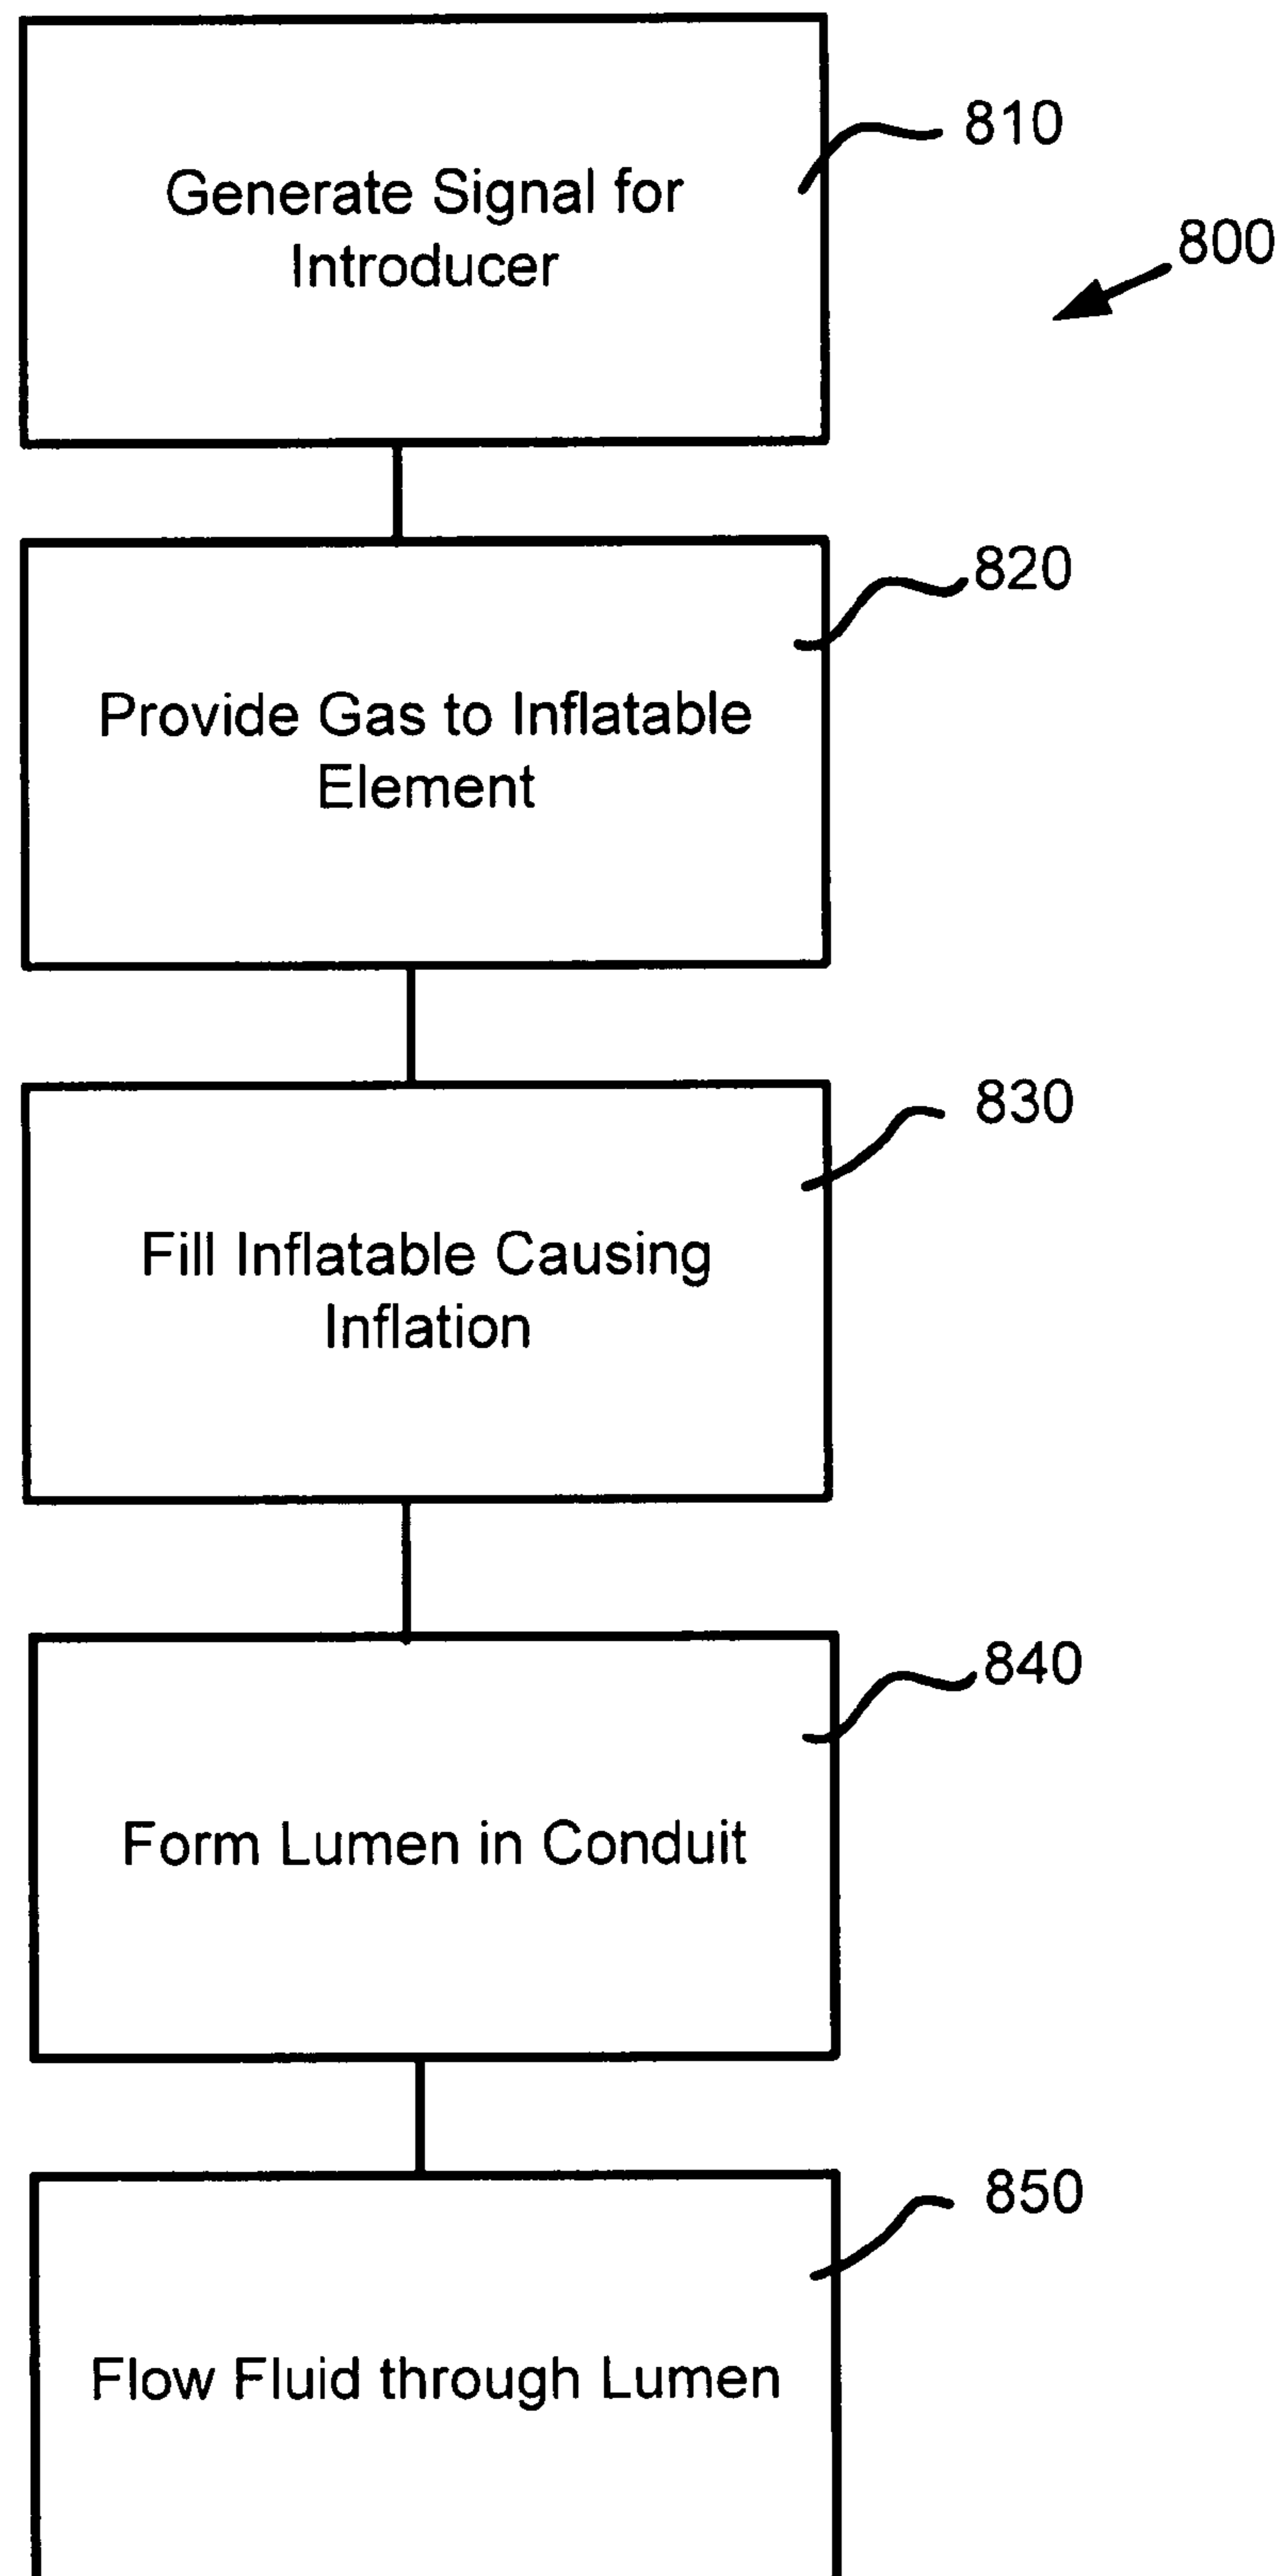 810
800
Generate Signal for
Introducer
820
Provide Gas to Inflatable
Element
830
Fill Inflatable Causing
Inflation
840
Form Lumen in Conduit
850
Flow Fluid through Lumen